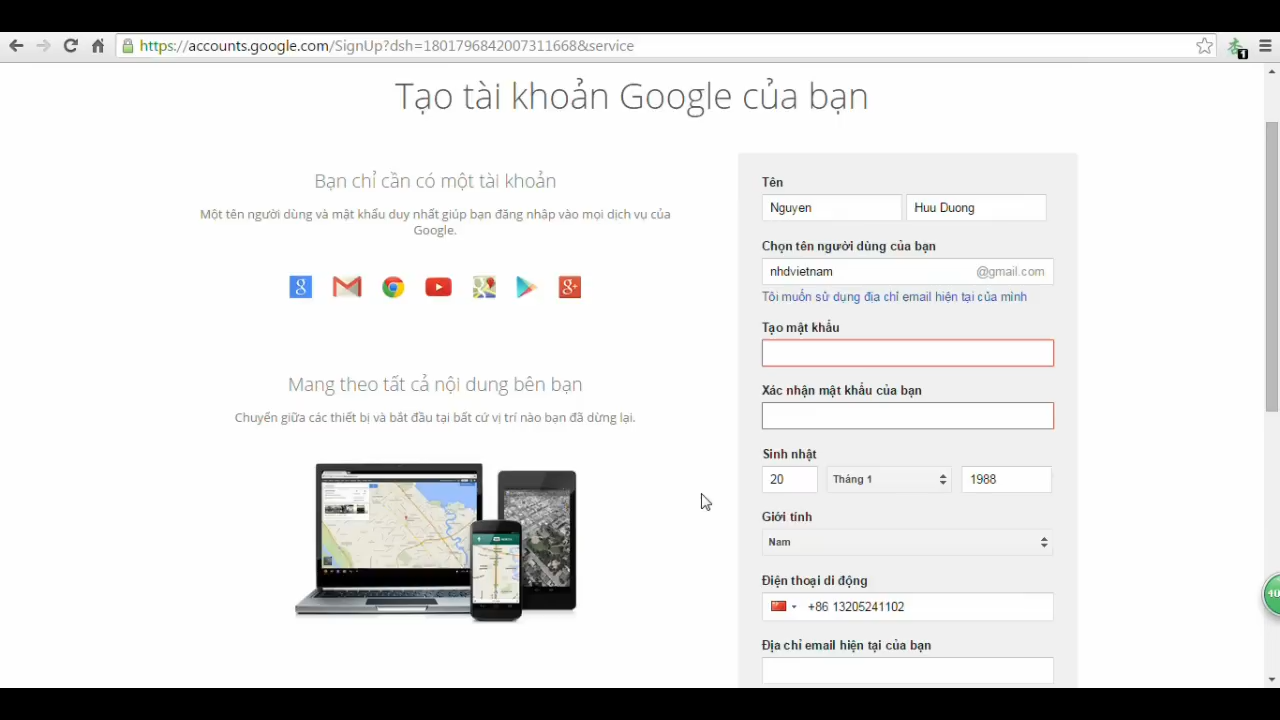 https://accounts.google.com/SignUp?dsh=1801796842007311668&service
1
Tạo tài khoản Google của bạn
Bạn chỉ cần có một tài khoản
Một tên người dùng và mật khẩu duy nhất giúp bạn đăng nhập vào mọi dịch vụ của
Google.
Mang theo tất cả nội dung bên bạn
Chuyển giữa các thiết bị và bắt đầu tại bất cứ vị trí nào bạn đã dừng lại.
Tên
Nguyen Huu Duong
Chọn tên người dùng của bạn
nhdvietnam @gmail.com
Tôi muốn sử dụng địa chỉ email hiện tại của mình
Tạo mật khẩu
Xác nhận mật khẩu của bạn
Sinh nhật
20 Tháng 1 1988
Giới tính
Nam
Điện thoại di động
+86 13205241102
Địa chỉ email hiện tại của bạn
40